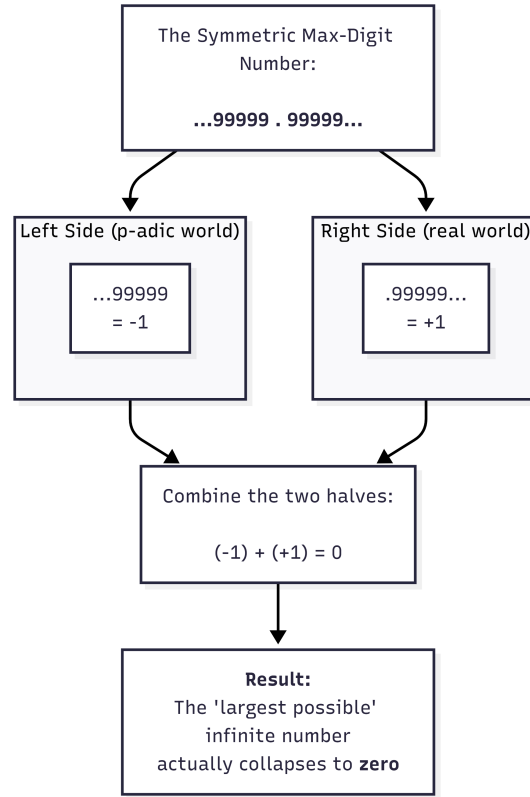 The Symmetric Max-Digit
Number:
...99999 . 99999...
Left Side (p-adic world)
Right Side (real world)
...99999
= -1
.99999...
= +1
Combine the two halves:
(-1) + (+1) = 0
Result:
The 'largest possible'
infinite number
actually collapses to zero